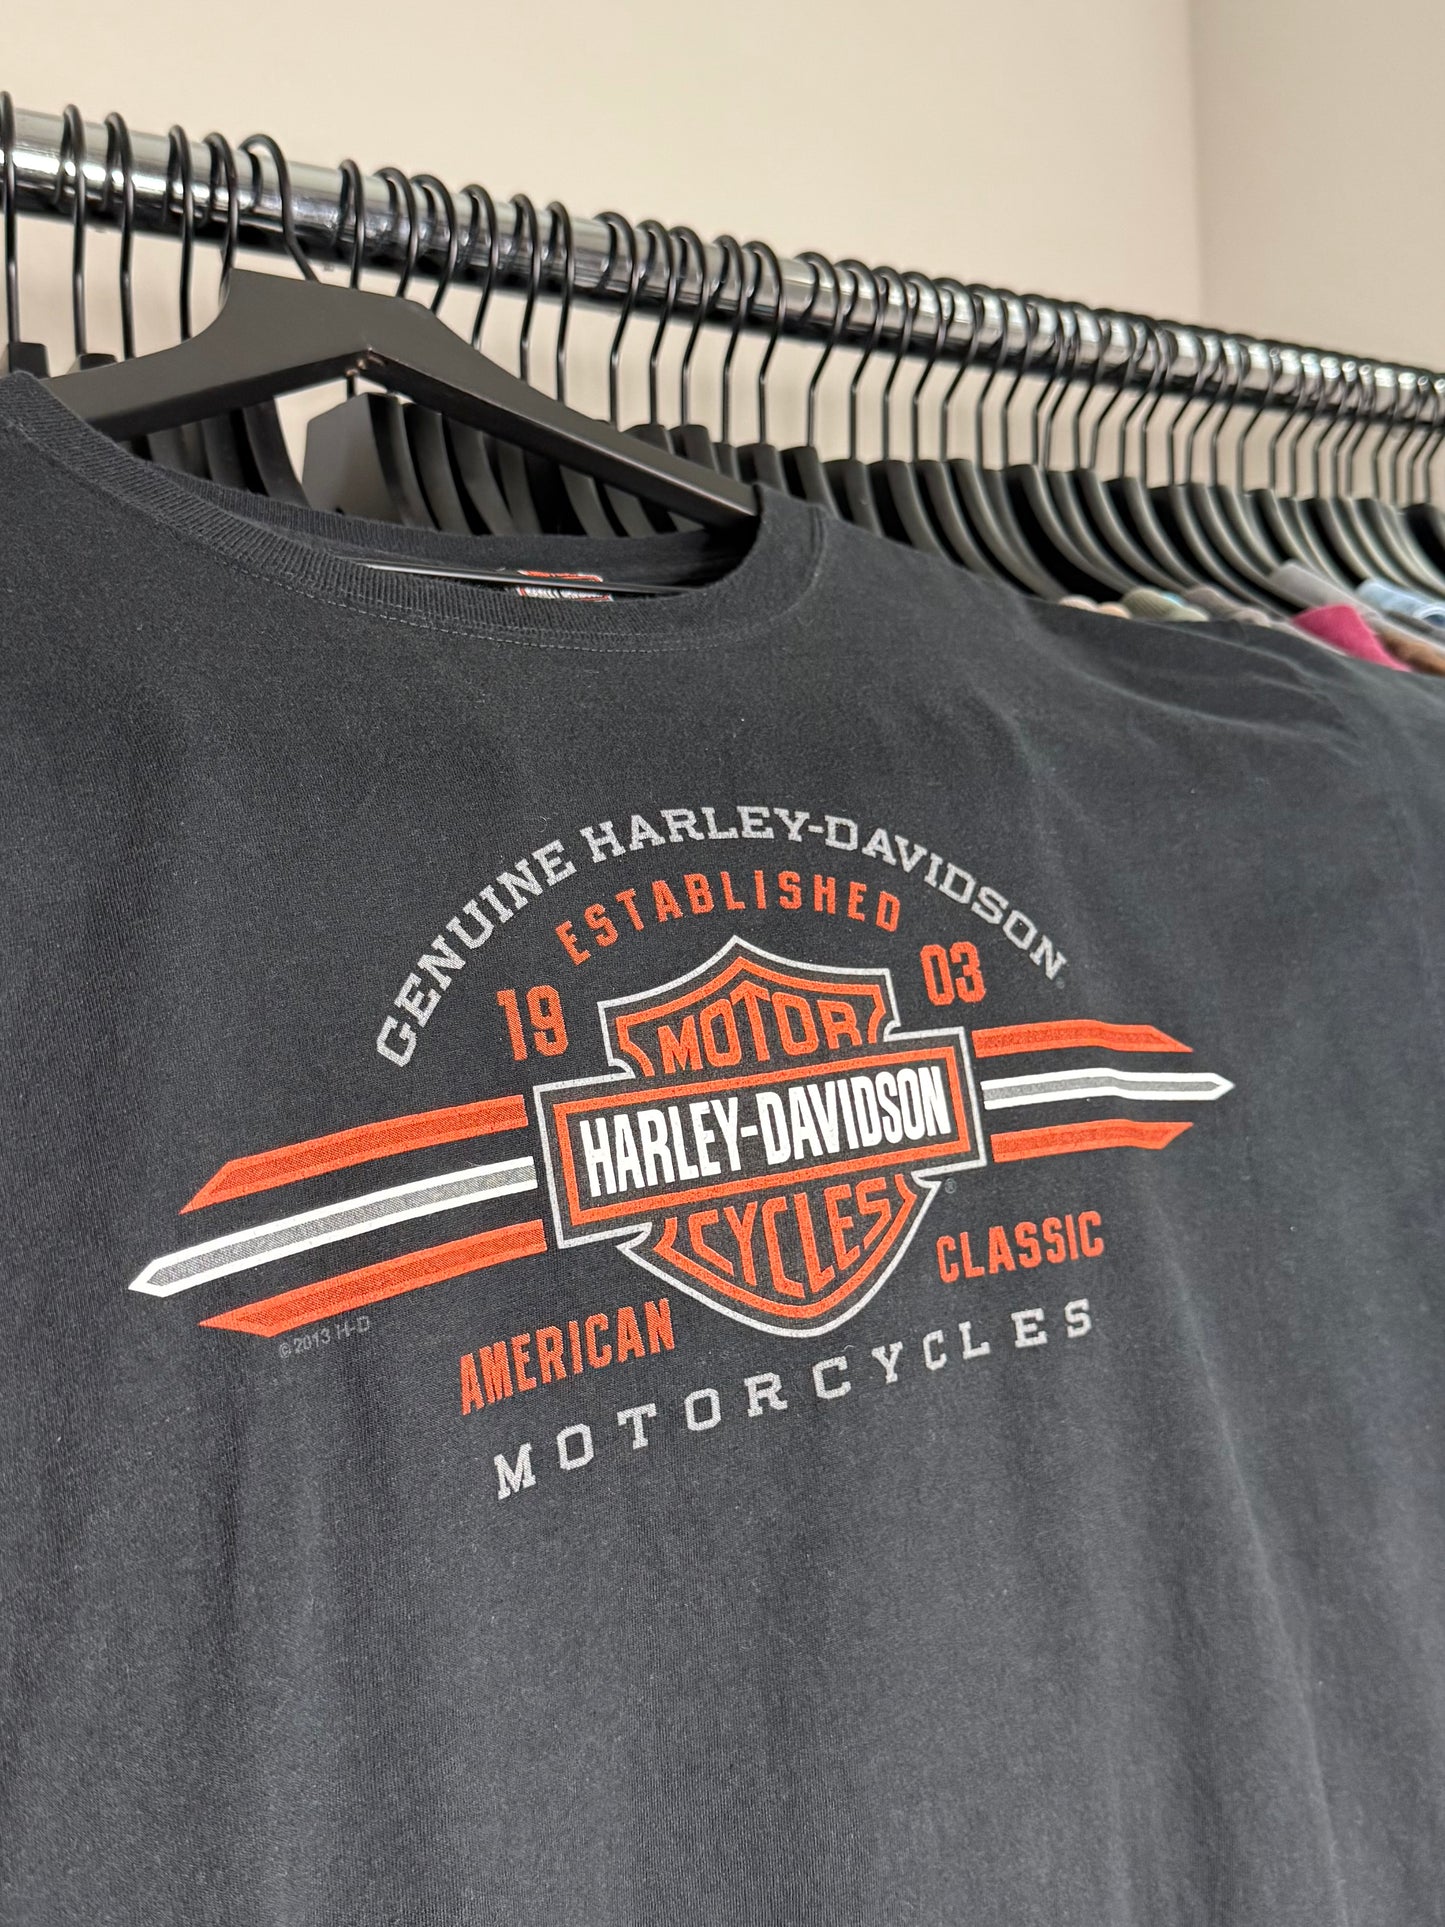 GENUINE HARLEY-DAVIDSON
ESTABLISHED
19 03
MOTOR
HARLEY-DAVIDSON
CYCLES
®
AMERICAN CLASSIC
MOTORCYCLES
© 2013 H-D